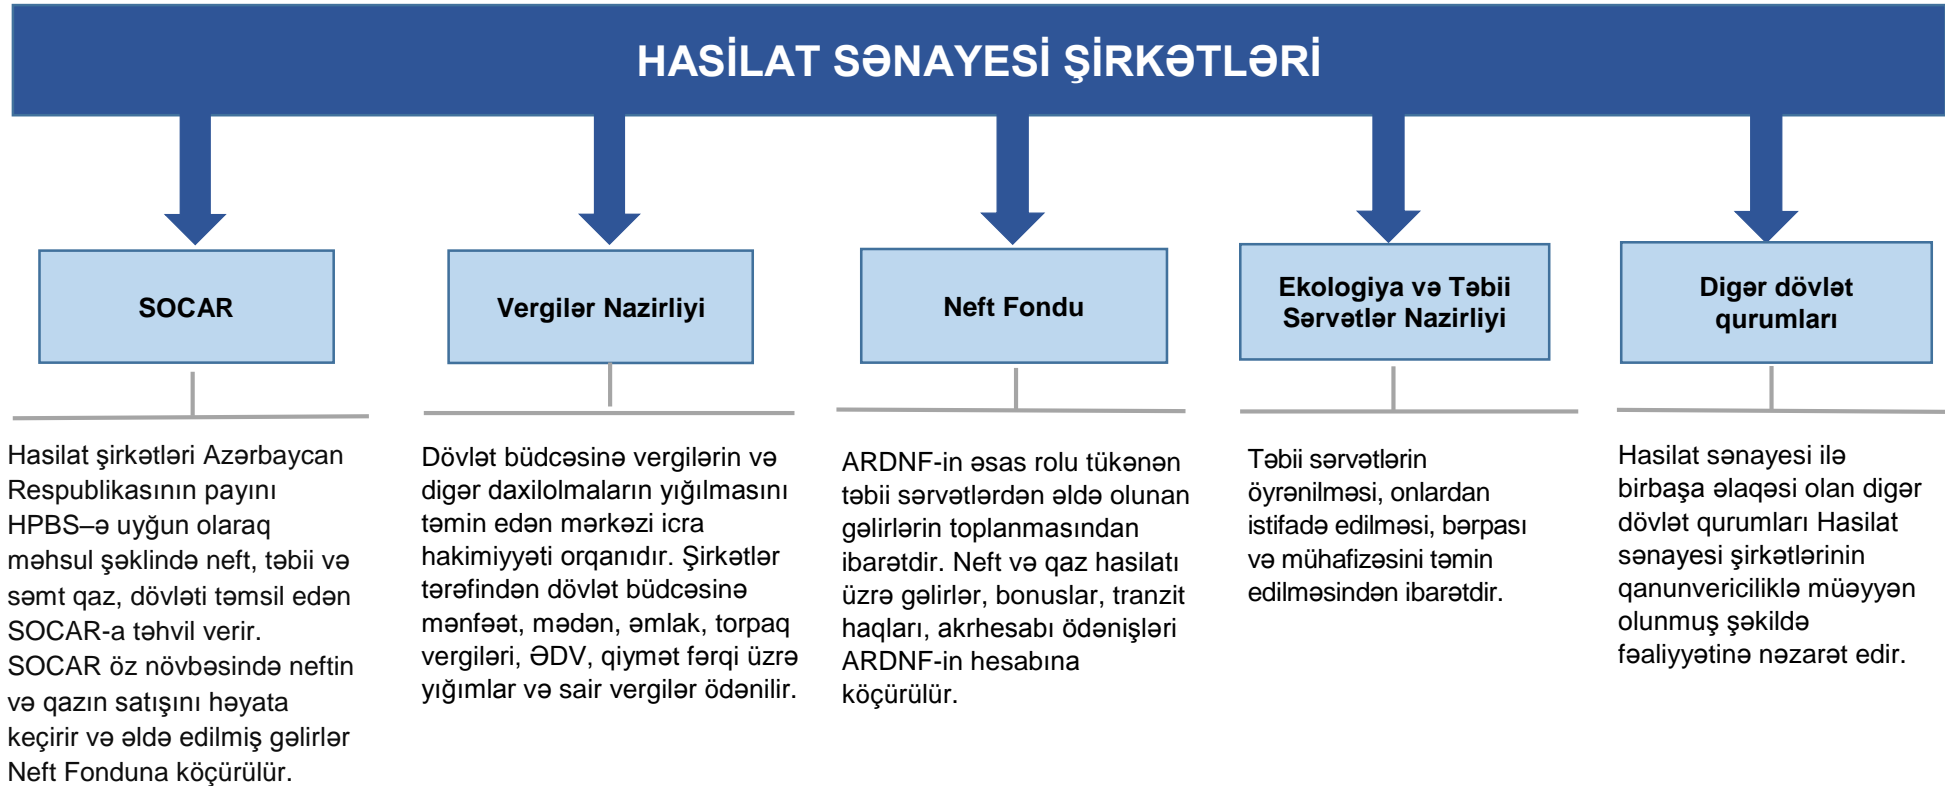 HASİLAT SƏNAYESİ ŞİRKƏTLƏRİ
SOCAR
Hasilat şirkətləri Azərbaycan
Respublikasının payını
HPBS–ə uyğun olaraq
məhsul şəklində neft, təbii və
səmt qaz, dövləti təmsil edən
SOCAR-a təhvil verir.
SOCAR öz növbəsində neftin
və qazın satışını həyata
keçirir və əldə edilmiş gəlirlər
Neft Fonduna köçürülür.
Vergilər Nazirliyi
Dövlət büdcəsinə vergilərin və
digər daxilolmaların yığılmasını
təmin edən mərkəzi icra
hakimiyyəti orqanıdır. Şirkətlər
tərəfindən dövlət büdcəsinə
mənfəət, mədən, əmlak, torpaq
vergiləri, ƏDV, qiymət fərqi üzrə
yığımlar və sair vergilər ödənilir.
Neft Fondu
ARDNF-in əsas rolu tükənən
təbii sərvətlərdən əldə olunan
gəlirlərin toplanmasından
ibarətdir. Neft və qaz hasilatı
üzrə gəlirlər, bonuslar, tranzit
haqları, akrhesabı ödənişləri
ARDNF-in hesabına
köçürülür.
Ekologiya və Təbii
Sərvətlər Nazirliyi
Təbii sərvətlərin
öyrənilməsi, onlardan
istifadə edilməsi, bərpası
və mühafizəsini təmin
edilməsindən ibarətdir.
Digər dövlət
qurumları
Hasilat sənayesi ilə
birbaşa əlaqəsi olan digər
dövlət qurumları Hasilat
sənayesi şirkətlərinin
qanunvericiliklə müəyyən
olunmuş şəkildə
fəaliyyətinə nəzarət edir.